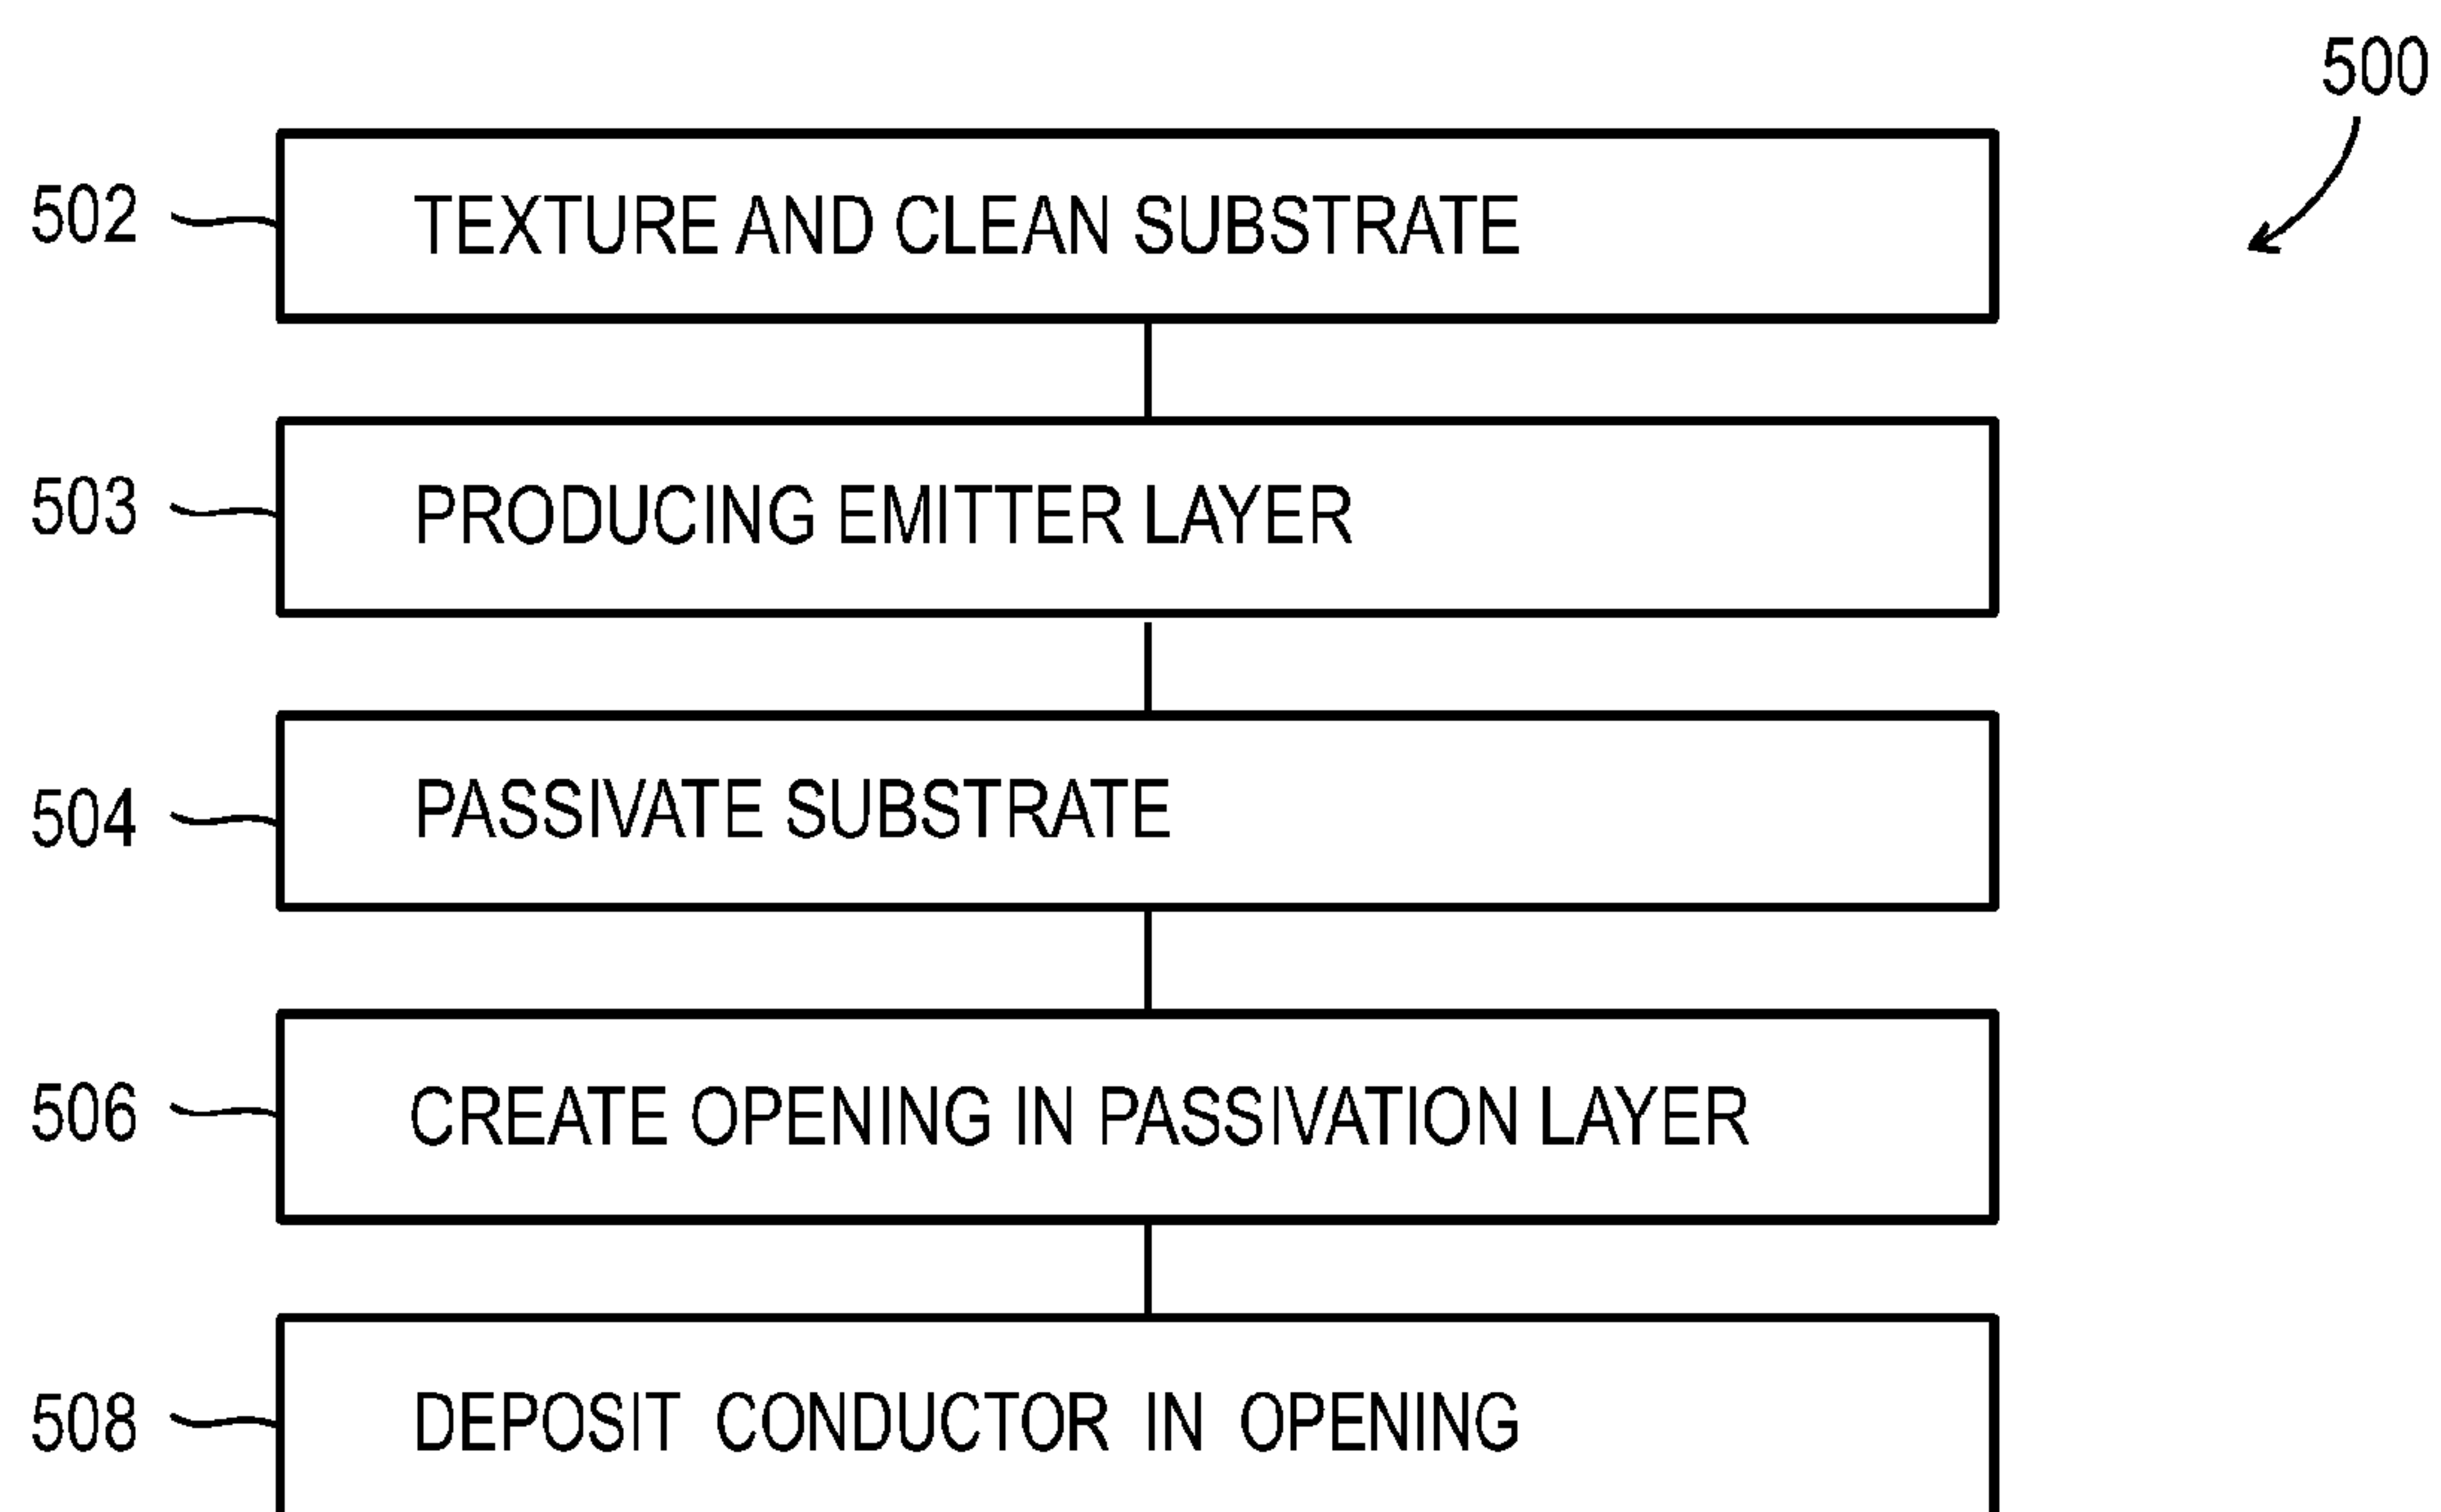 500
502 TEXTURE AND CLEAN SUBSTRATE
503 PRODUCING EMITTER LAYER
504 PASSIVATE SUBSTRATE
506 CREATE OPENING IN PASSIVATION LAYER
508 DEPOSIT CONDUCTOR IN OPENING